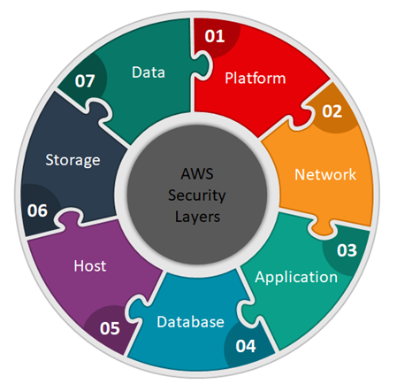 01
Platform
02
Network
03
Application
04
Database
05
Host
06
Storage
07
Data
AWS
Security
Layers